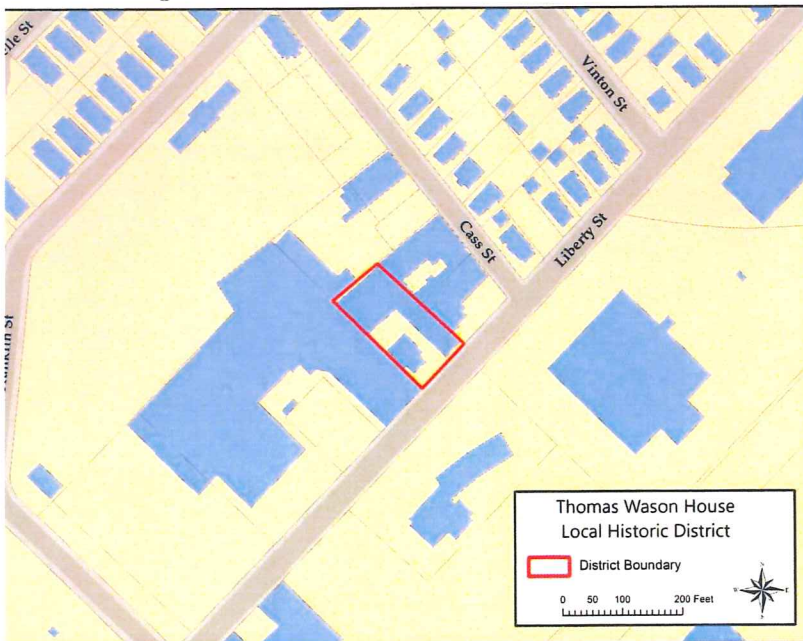 Vinton St
Cass St
Liberty St
Thomas Wason House
Local Historic District
District Boundary
0 50 100 200 Feet
N
W E
S